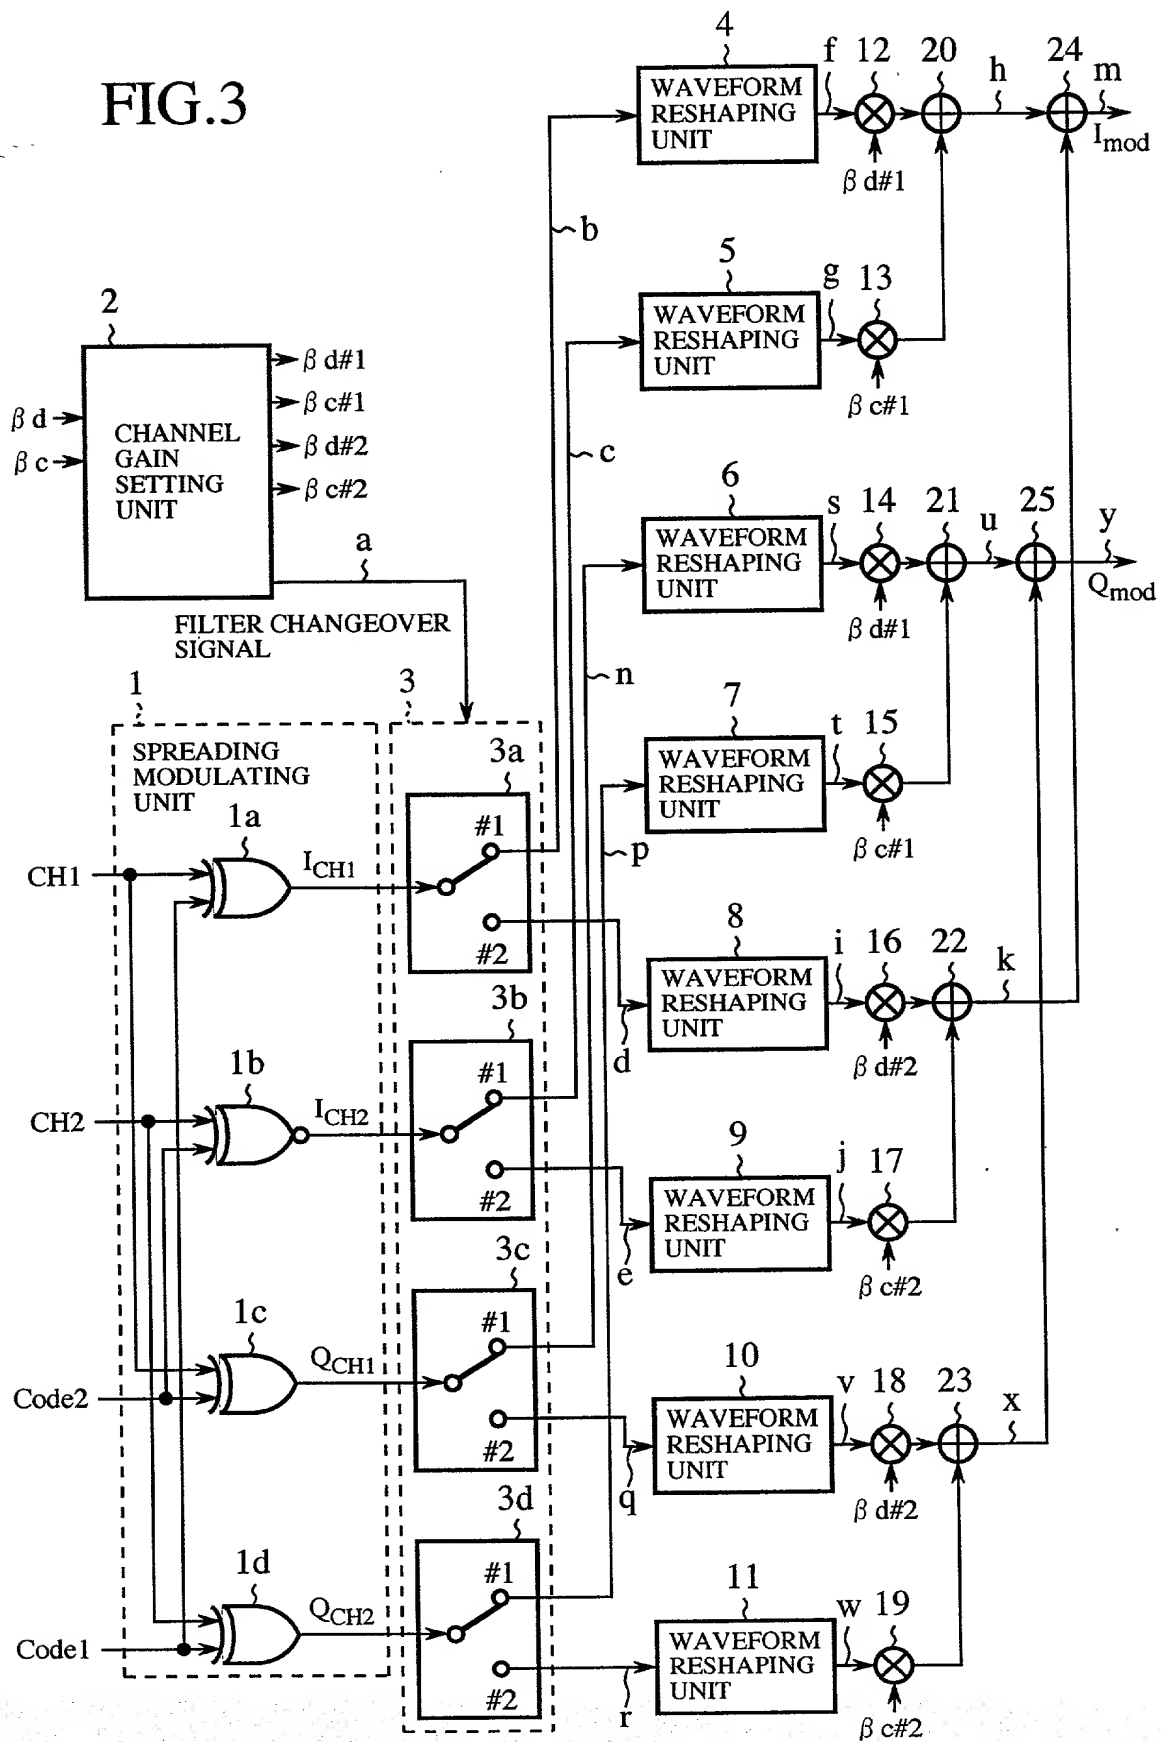 FIG.3
4
WAVEFORM
RESHAPING
UNIT
f
12
β d#1
20
h
24
m
I mod
b
5
WAVEFORM
RESHAPING
UNIT
g
13
β c#1
2
β d
β c
CHANNEL
GAIN
SETTING
UNIT
β d#1
β c#1
β d#2
β c#2
a
FILTER CHANGEOVER
SIGNAL
c
6
WAVEFORM
RESHAPING
UNIT
s
14
β d#1
21
u
25
y
Q mod
n
7
WAVEFORM
RESHAPING
UNIT
t
15
β c#1
p
1
SPREADING
MODULATING
UNIT
3
3a
#1
#2
1a
CH1
I CH1
8
WAVEFORM
RESHAPING
UNIT
d
i
16
β d#2
22
k
3b
#1
#2
1b
CH2
I CH2
9
WAVEFORM
RESHAPING
UNIT
e
j
17
β c#2
3c
#1
#2
1c
Code2
Q CH1
10
WAVEFORM
RESHAPING
UNIT
q
v
18
β d#2
23
x
3d
#1
#2
1d
Code1
Q CH2
11
WAVEFORM
RESHAPING
UNIT
r
w
19
β c#2